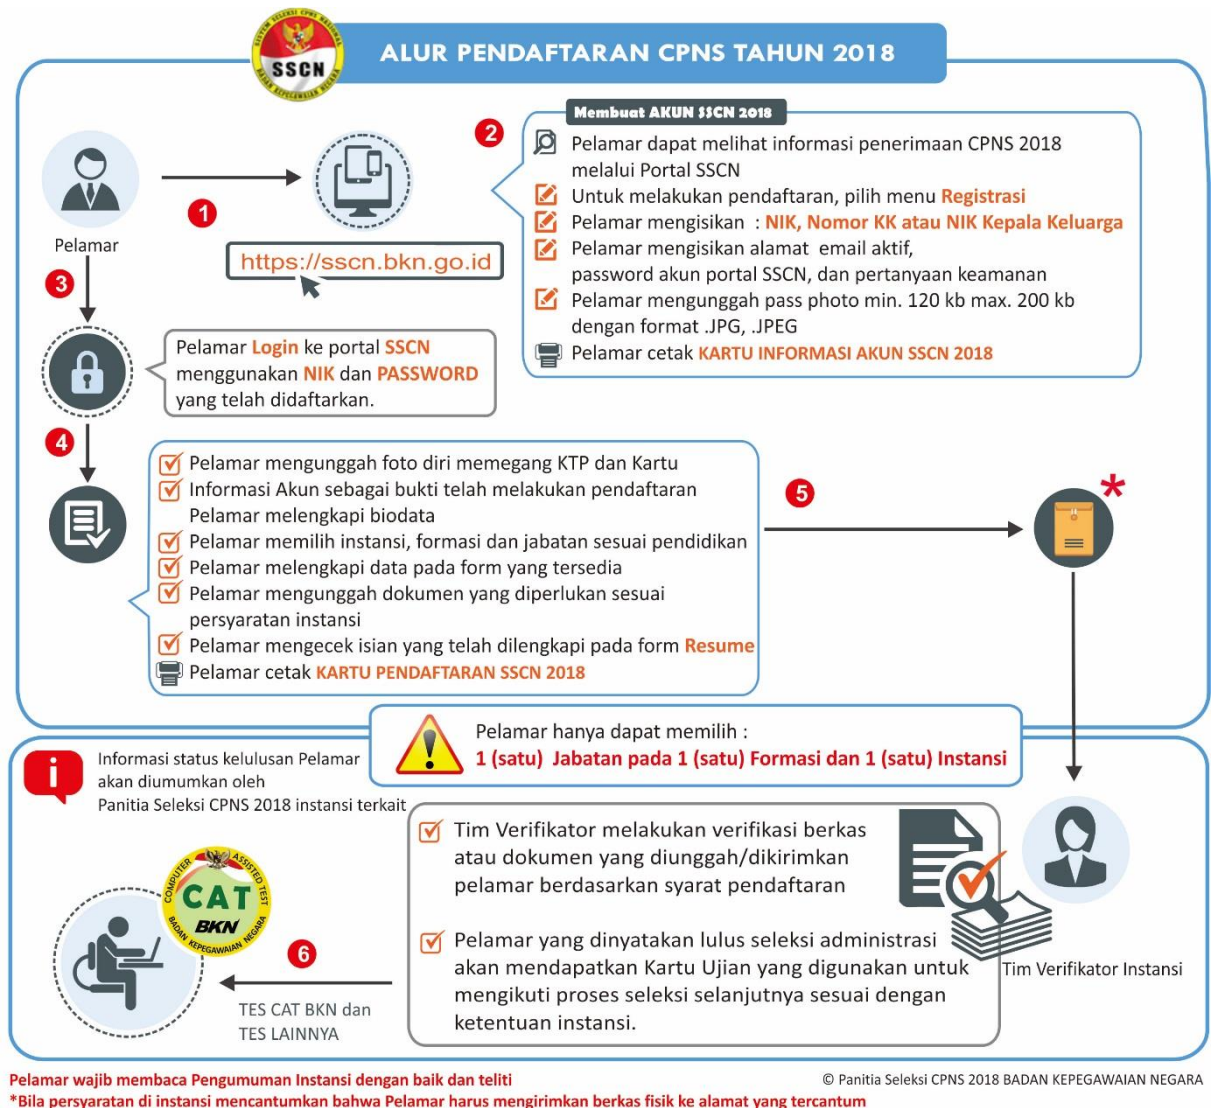 SISTEM SELEKSI CPNS NASIONAL
SSCN
BADAN KEPEGAWAIAN NEGARA
ALUR PENDAFTARAN CPNS TAHUN 2018
Pelamar
1
https://sscn.bkn.go.id
2
Membuat AKUN SSCN 2018
Pelamar dapat melihat informasi penerimaan CPNS 2018
melalui Portal SSCN
Untuk melakukan pendaftaran, pilih menu Registrasi
Pelamar mengisikan : NIK, Nomor KK atau NIK Kepala Keluarga
Pelamar mengisikan alamat email aktif,
password akun portal SSCN, dan pertanyaan keamanan
Pelamar mengunggah pass photo min. 120 kb max. 200 kb
dengan format .JPG, .JPEG
Pelamar cetak KARTU INFORMASI AKUN SSCN 2018
3
Pelamar Login ke portal SSCN
menggunakan NIK dan PASSWORD
yang telah didaftarkan.
4
Pelamar mengunggah foto diri memegang KTP dan Kartu
Informasi Akun sebagai bukti telah melakukan pendaftaran
Pelamar melengkapi biodata
Pelamar memilih instansi, formasi dan jabatan sesuai pendidikan
Pelamar melengkapi data pada form yang tersedia
Pelamar mengunggah dokumen yang diperlukan sesuai
persyaratan instansi
Pelamar mengecek isian yang telah dilengkapi pada form Resume
Pelamar cetak KARTU PENDAFTARAN SSCN 2018
5
*
Pelamar hanya dapat memilih :
1 (satu) Jabatan pada 1 (satu) Formasi dan 1 (satu) Instansi
i
Informasi status kelulusan Pelamar
akan diumumkan oleh
Panitia Seleksi CPNS 2018 instansi terkait
Tim Verifikator melakukan verifikasi berkas
atau dokumen yang diunggah/dikirimkan
pelamar berdasarkan syarat pendaftaran
Pelamar yang dinyatakan lulus seleksi administrasi
akan mendapatkan Kartu Ujian yang digunakan untuk
mengikuti proses seleksi selanjutnya sesuai dengan
ketentuan instansi.
Tim Verifikator Instansi
COMPUTER ASSISTED TEST
CAT
BKN
BADAN KEPEGAWAIAN NEGARA
6
TES CAT BKN dan
TES LAINNYA
Pelamar wajib membaca Pengumuman Instansi dengan baik dan teliti
© Panitia Seleksi CPNS 2018 BADAN KEPEGAWAIAN NEGARA
*Bila persyaratan di instansi mencantumkan bahwa Pelamar harus mengirimkan berkas fisik ke alamat yang tercantum